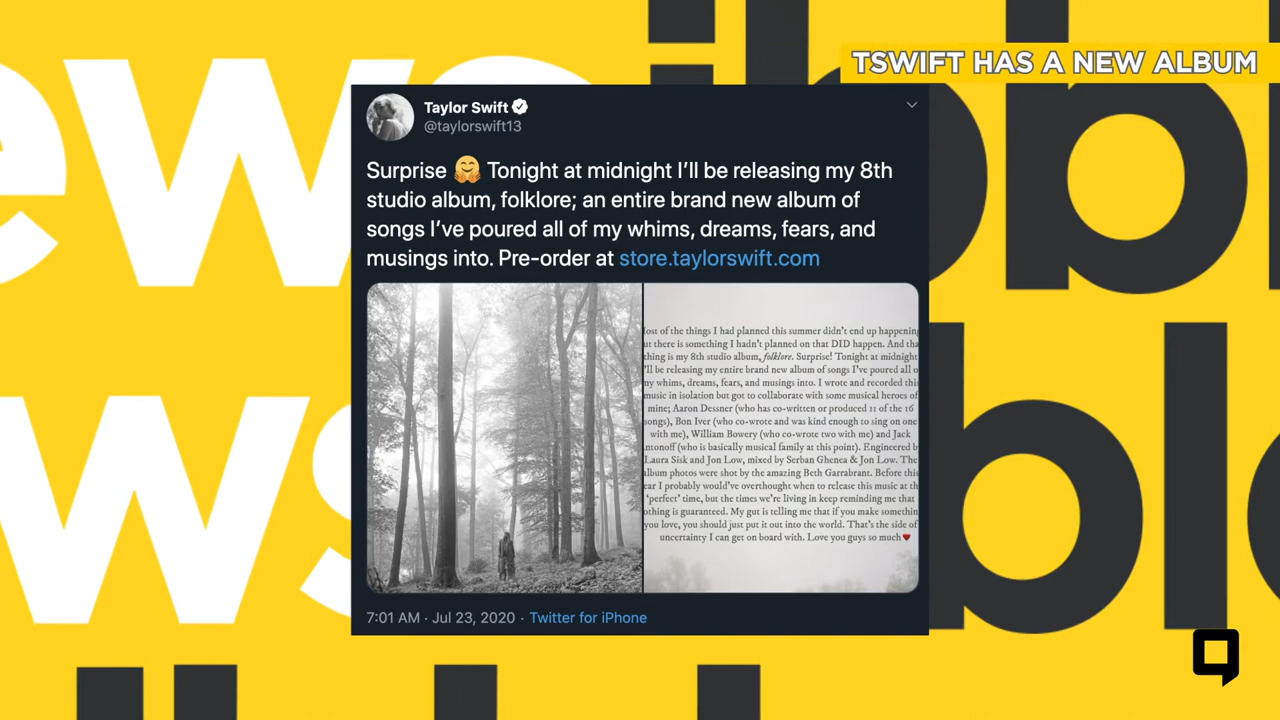 TSWIFT HAS A NEW ALBUM
Taylor Swift
@taylorswift13
Surprise 🤗 Tonight at midnight I’ll be releasing my 8th
studio album, folklore; an entire brand new album of
songs I’ve poured all of my whims, dreams, fears, and
musings into. Pre-order at store.taylorswift.com
ost of the things I had planned this summer didn't end up happening
ut there is something I hadn't planned on that DID happen. And tha
thing is my 8th studio album, folklore. Surprise! Tonight at midnight
'll be releasing my entire brand new album of songs I've poured all o
my whims, dreams, fears, and musings into. I wrote and recorded this
music in isolation but got to collaborate with some musical heroes of
mine; Aaron Dessner (who has co-written or produced 11 of the 16
songs), Bon Iver (who co-wrote and was kind enough to sing on one
with me), William Bowery (who co-wrote two with me) and Jack
ntonoff (who is basically musical family at this point). Engineered b
Laura Sisk and Jon Low, mixed by Serban Ghenea & Jon Low. The
album photos were shot by the amazing Beth Garrabrant. Before this
ear I probably would've overthought when to release this music at th
'perfect' time, but the times we're living in keep reminding me that
othing is guaranteed. My gut is telling me that if you make somethin
you love, you should just put it out into the world. That's the side of
uncertainty I can get on board with. Love you guys so much♥
7:01 AM · Jul 23, 2020 · Twitter for iPhone